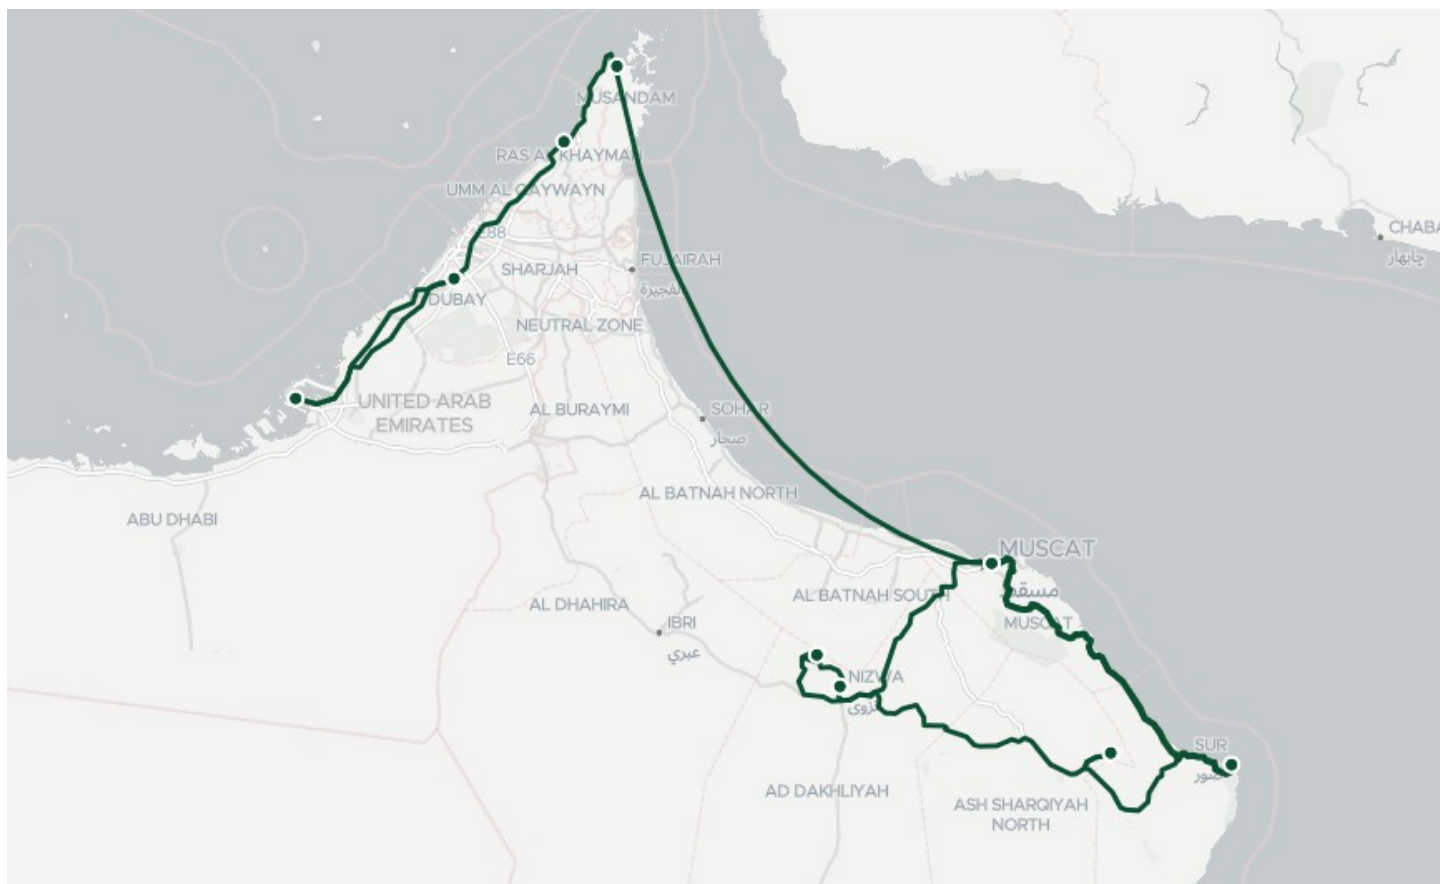 MUSANDAM
RAS AL KHAYMAH
UMM AL QAYWAYN
E88
CHABA
چابهار
FUJAIRAH
الفجيرة
SHARJAH
DUBAY
NEUTRAL ZONE
E66
UNITED ARAB
EMIRATES
AL BURAYMI
SOHAR
صحار
AL BATNAH NORTH
ABU DHABI
MUSCAT
مسقط
AL BATNAH SOUTH
AL DHAHIRA
IBRI
عبري
MUSCAT
NIZWA
نزوى
SUR
صور
AD DAKHLIYAH
ASH SHARQIYAH
NORTH